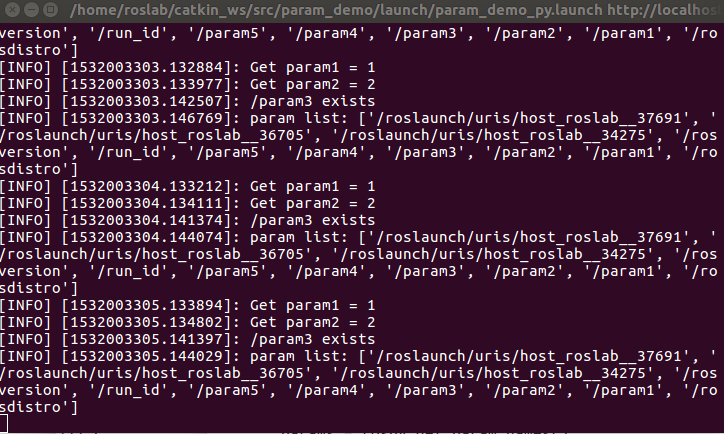 /home/roslab/catkin_ws/src/param_demo/launch/param_demo_py.launch http://localhos
version', '/run_id', '/param5', '/param4', '/param3', '/param2', '/param1', '/ro
sdistro']
[INFO] [1532003303.132884]: Get param1 = 1
[INFO] [1532003303.133977]: Get param2 = 2
[INFO] [1532003303.142507]: /param3 exists
[INFO] [1532003303.146769]: param list: ['/roslaunch/uris/host_roslab__37691', '
/roslaunch/uris/host_roslab__36705', '/roslaunch/uris/host_roslab__34275', '/ros
version', '/run_id', '/param5', '/param4', '/param3', '/param2', '/param1', '/ro
sdistro']
[INFO] [1532003304.133212]: Get param1 = 1
[INFO] [1532003304.134111]: Get param2 = 2
[INFO] [1532003304.141374]: /param3 exists
[INFO] [1532003304.144074]: param list: ['/roslaunch/uris/host_roslab__37691', '
/roslaunch/uris/host_roslab__36705', '/roslaunch/uris/host_roslab__34275', '/ros
version', '/run_id', '/param5', '/param4', '/param3', '/param2', '/param1', '/ro
sdistro']
[INFO] [1532003305.133894]: Get param1 = 1
[INFO] [1532003305.134802]: Get param2 = 2
[INFO] [1532003305.141397]: /param3 exists
[INFO] [1532003305.144029]: param list: ['/roslaunch/uris/host_roslab__37691', '
/roslaunch/uris/host_roslab__36705', '/roslaunch/uris/host_roslab__34275', '/ros
version', '/run_id', '/param5', '/param4', '/param3', '/param2', '/param1', '/ro
sdistro']